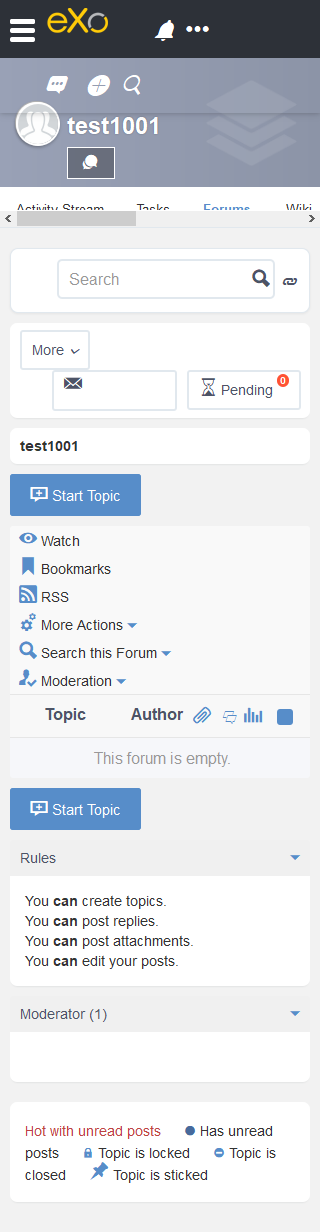 eXo
test1001
Activity Stream Tasks Forums Wiki
Search
More
0
Pending
test1001
Start Topic
Watch
Bookmarks
RSS
More Actions
Search this Forum
Moderation
Topic Author
This forum is empty.
Start Topic
Rules
You can create topics.
You can post replies.
You can post attachments.
You can edit your posts.
Moderator (1)
Hot with unread posts Has unread
posts Topic is locked Topic is
closed Topic is sticked